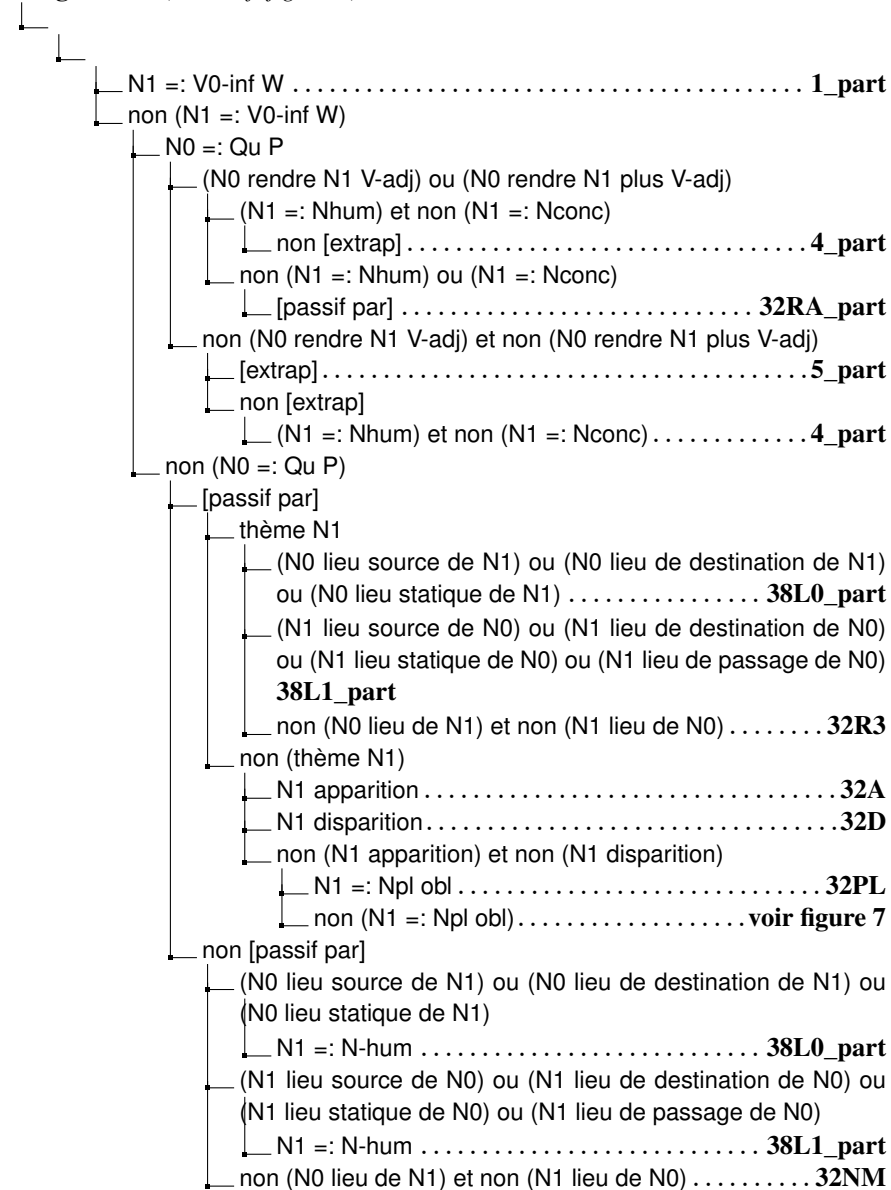 N1 =: V0-inf W . . . . . . . . . . . . . . . . . . . . . . . . . . . . . . . . . . . . . . . . . . 1_part
non (N1 =: V0-inf W)
N0 =: Qu P
(N0 rendre N1 V-adj) ou (N0 rendre N1 plus V-adj)
(N1 =: Nhum) et non (N1 =: Nconc)
non [extrap] . . . . . . . . . . . . . . . . . . . . . . . . . . . . . . . . . 4_part
non (N1 =: Nhum) ou (N1 =: Nconc)
[passif par] . . . . . . . . . . . . . . . . . . . . . . . . . . . . . 32RA_part
non (N0 rendre N1 V-adj) et non (N0 rendre N1 plus V-adj)
[extrap] . . . . . . . . . . . . . . . . . . . . . . . . . . . . . . . . . . . . . . . . 5_part
non [extrap]
(N1 =: Nhum) et non (N1 =: Nconc) . . . . . . . . . . . . . 4_part
non (N0 =: Qu P)
[passif par]
thème N1
(N0 lieu source de N1) ou (N0 lieu de destination de N1)
ou (N0 lieu statique de N1) . . . . . . . . . . . . . . . . 38L0_part
(N1 lieu source de N0) ou (N1 lieu de destination de N0)
ou (N1 lieu statique de N0) ou (N1 lieu de passage de N0)
38L1_part
non (N0 lieu de N1) et non (N1 lieu de N0) . . . . . . . . 32R3
non (thème N1)
N1 apparition . . . . . . . . . . . . . . . . . . . . . . . . . . . . . . . . . . 32A
N1 disparition . . . . . . . . . . . . . . . . . . . . . . . . . . . . . . . . . . 32D
non (N1 apparition) et non (N1 disparition)
N1 =: Npl obl . . . . . . . . . . . . . . . . . . . . . . . . . . . . . . 32PL
non (N1 =: Npl obl) . . . . . . . . . . . . . . . . . . . voir figure 7
non [passif par]
(N0 lieu source de N1) ou (N0 lieu de destination de N1) ou
(N0 lieu statique de N1)
N1 =: N-hum . . . . . . . . . . . . . . . . . . . . . . . . . . . . 38L0_part
(N1 lieu source de N0) ou (N1 lieu de destination de N0) ou
(N1 lieu statique de N0) ou (N1 lieu de passage de N0)
N1 =: N-hum . . . . . . . . . . . . . . . . . . . . . . . . . . . . 38L1_part
non (N0 lieu de N1) et non (N1 lieu de N0) . . . . . . . . . . 32NM